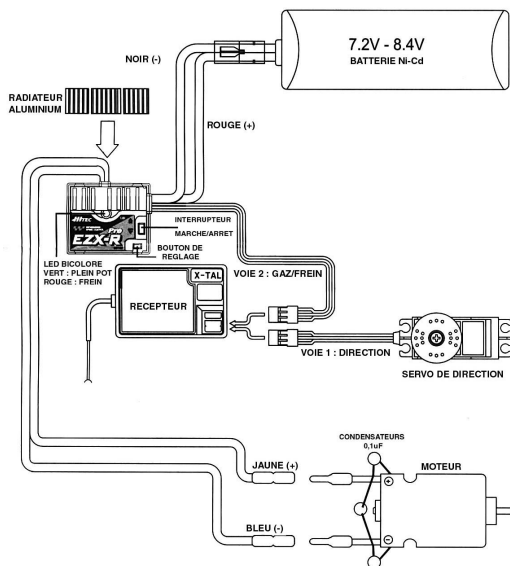 7.2V - 8.4V
BATTERIE Ni-Cd
NOIR (-)
RADIATEUR
ALUMINIUM
ROUGE (+)
MTEC
EZX-R
PRO
INTERRUPTEUR
MARCHE/ARRET
BOUTON DE
REGLAGE
LED BICOLORE
VERT : PLEIN POT
ROUGE : FREIN
VOIE 2 : GAZ/FREIN
X-TAL
RECEPTEUR
VOIE 1 : DIRECTION
SERVO DE DIRECTION
CONDENSATEURS
0,1uF
MOTEUR
JAUNE (+)
+
BLEU (-)
−